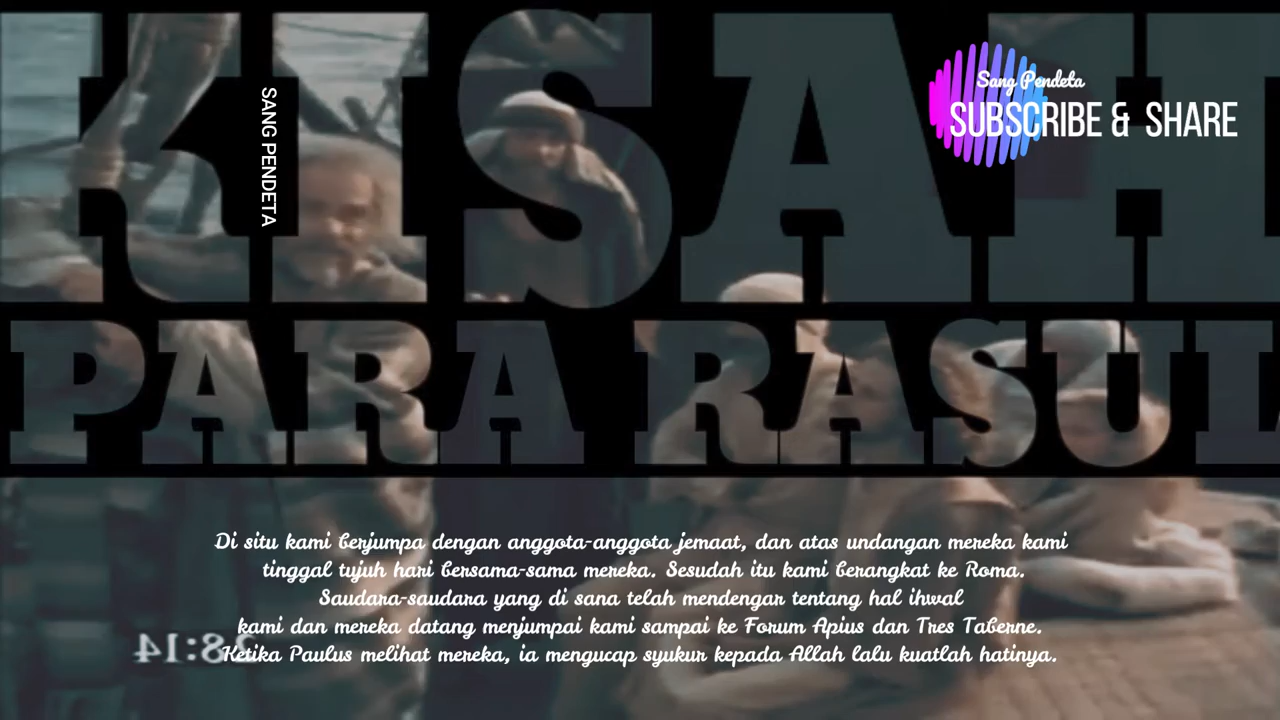 KISAH
PARA RASUL
SANG PENDETA
Sang Pendeta
SUBSCRIBE & SHARE
Di situ kami berjumpa dengan anggota-anggota jemaat, dan atas undangan mereka kami
tinggal tujuh hari bersama-sama mereka. Sesudah itu kami berangkat ke Roma.
Saudara-saudara yang di sana telah mendengar tentang hal ihwal
kami dan mereka datang menjumpai kami sampai ke Forum Apius dan Tres Taberne.
Ketika Paulus melihat mereka, ia mengucap syukur kepada Allah lalu kuatlah hatinya.
28:14